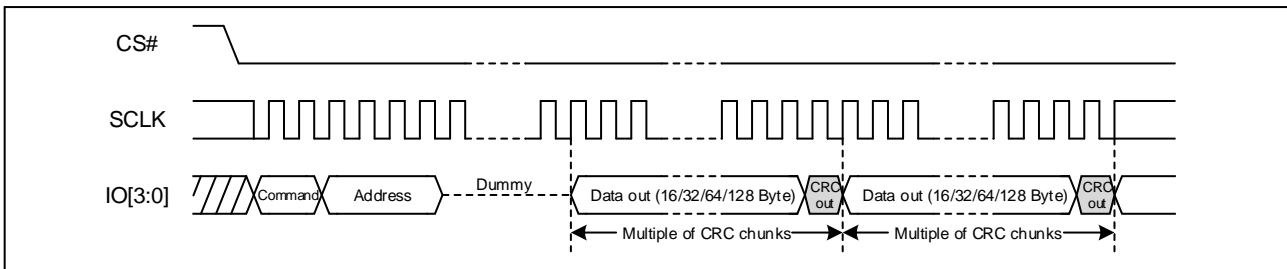 CS#
SCLK
IO[3:0]
Command
Address
Dummy
Data out (16/32/64/128 Byte)
CRC
out
Data out (16/32/64/128 Byte)
CRC
out
Multiple of CRC chunks
Multiple of CRC chunks